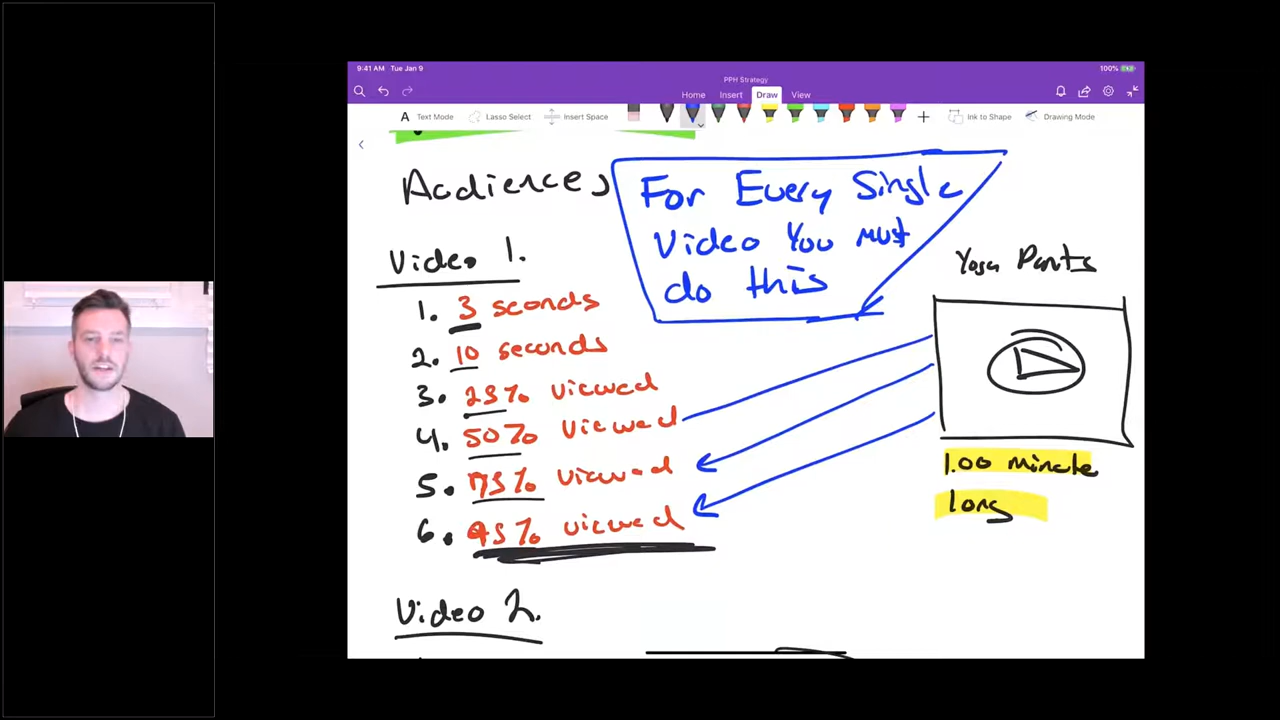 9:41 AM Tue Jan 9
100%
PPH Strategy
Home Insert Draw View
Text Mode Lasso Select Insert Space Ink to Shape Drawing Mode
Audiences
For Every Single
Video You must
do this
Video 1.
Yoga Pants
1. 3 seconds
2. 10 seconds
3. 25% viewed
4. 50% viewed
5. 75% viewed
6. 95% viewed
1.00 minute
long
Video 2.